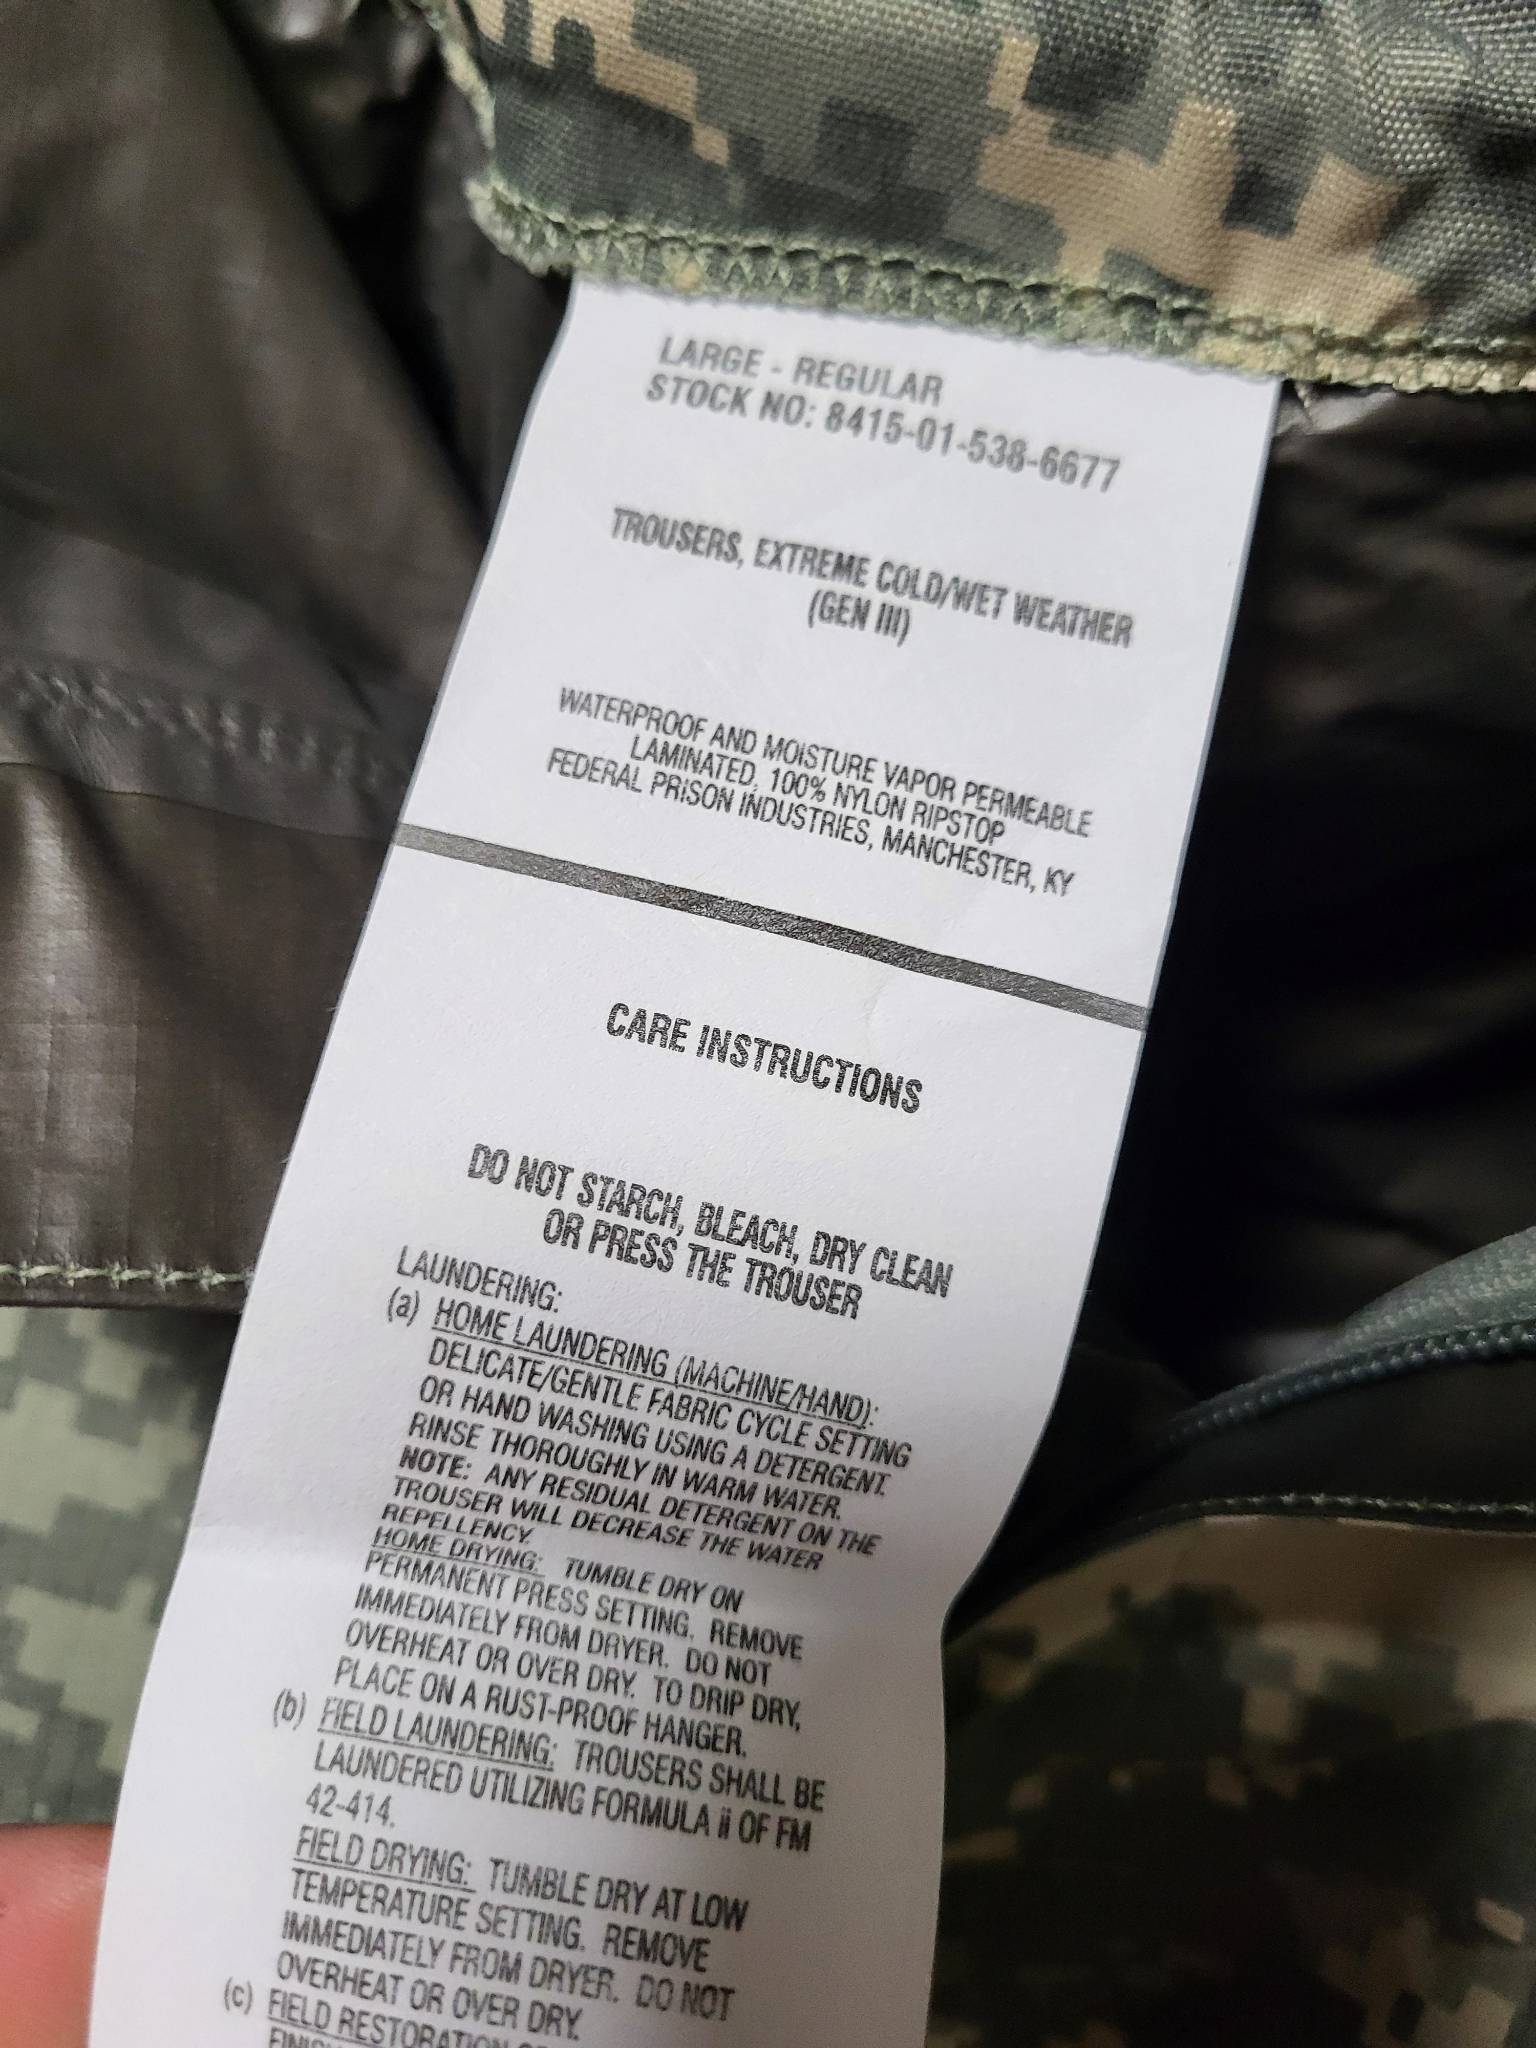 LARGE - REGULAR
STOCK NO: 8415-01-538-6677
TROUSERS, EXTREME COLD/WET WEATHER
(GEN III)
WATERPROOF AND MOISTURE VAPOR PERMEABLE
LAMINATED, 100% NYLON RIPSTOP
FEDERAL PRISON INDUSTRIES, MANCHESTER, KY
CARE INSTRUCTIONS
DO NOT STARCH, BLEACH, DRY CLEAN
OR PRESS THE TROUSER
LAUNDERING:
(a) HOME LAUNDERING (MACHINE/HAND):
DELICATE/GENTLE FABRIC CYCLE SETTING
OR HAND WASHING USING A DETERGENT.
RINSE THOROUGHLY IN WARM WATER.
NOTE: ANY RESIDUAL DETERGENT ON THE
TROUSER WILL DECREASE THE WATER
REPELLENCY.
HOME DRYING: TUMBLE DRY ON
PERMANENT PRESS SETTING. REMOVE
IMMEDIATELY FROM DRYER. DO NOT
OVERHEAT OR OVER DRY. TO DRIP DRY,
PLACE ON A RUST-PROOF HANGER.
(b) FIELD LAUNDERING: TROUSERS SHALL BE
LAUNDERED UTILIZING FORMULA ii OF FM
42-414.
FIELD DRYING: TUMBLE DRY AT LOW
TEMPERATURE SETTING. REMOVE
IMMEDIATELY FROM DRYER. DO NOT
OVERHEAT OR OVER DRY.
(c) FIELD RESTORATION